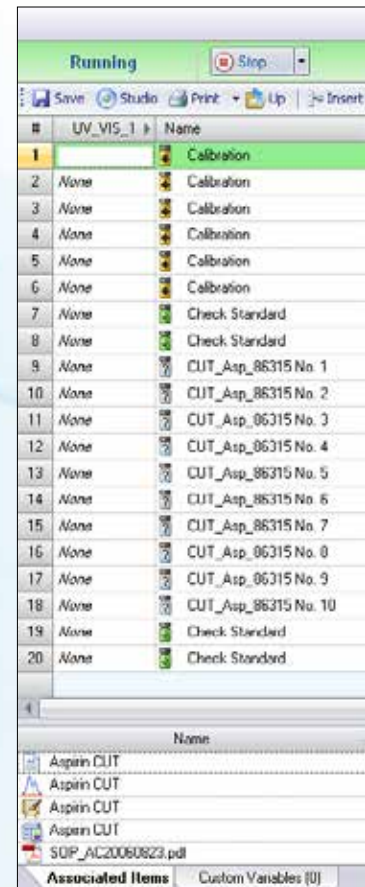 Running Stop
Save Studio Print Up Insert
# UV_VIS_1 Name
1 Calibration
2 None Calibration
3 None Calibration
4 None Calibration
5 None Calibration
6 None Calibration
7 None Check Standard
8 None Check Standard
9 None CUT_Asp_86315 No. 1
10 None CUT_Asp_86315 No. 2
11 None CUT_Asp_86315 No. 3
12 None CUT_Asp_86315 No. 4
13 None CUT_Asp_86315 No. 5
14 None CUT_Asp_86315 No. 6
15 None CUT_Asp_86315 No. 7
16 None CUT_Asp_86315 No. 8
17 None CUT_Asp_86315 No. 9
18 None CUT_Asp_86315 No. 10
19 None Check Standard
20 None Check Standard
Name
Aspirin CUT
Aspirin CUT
Aspirin CUT
Aspirin CUT
SOP_AC20060823.pdf
Associated Items Custom Variables (0)